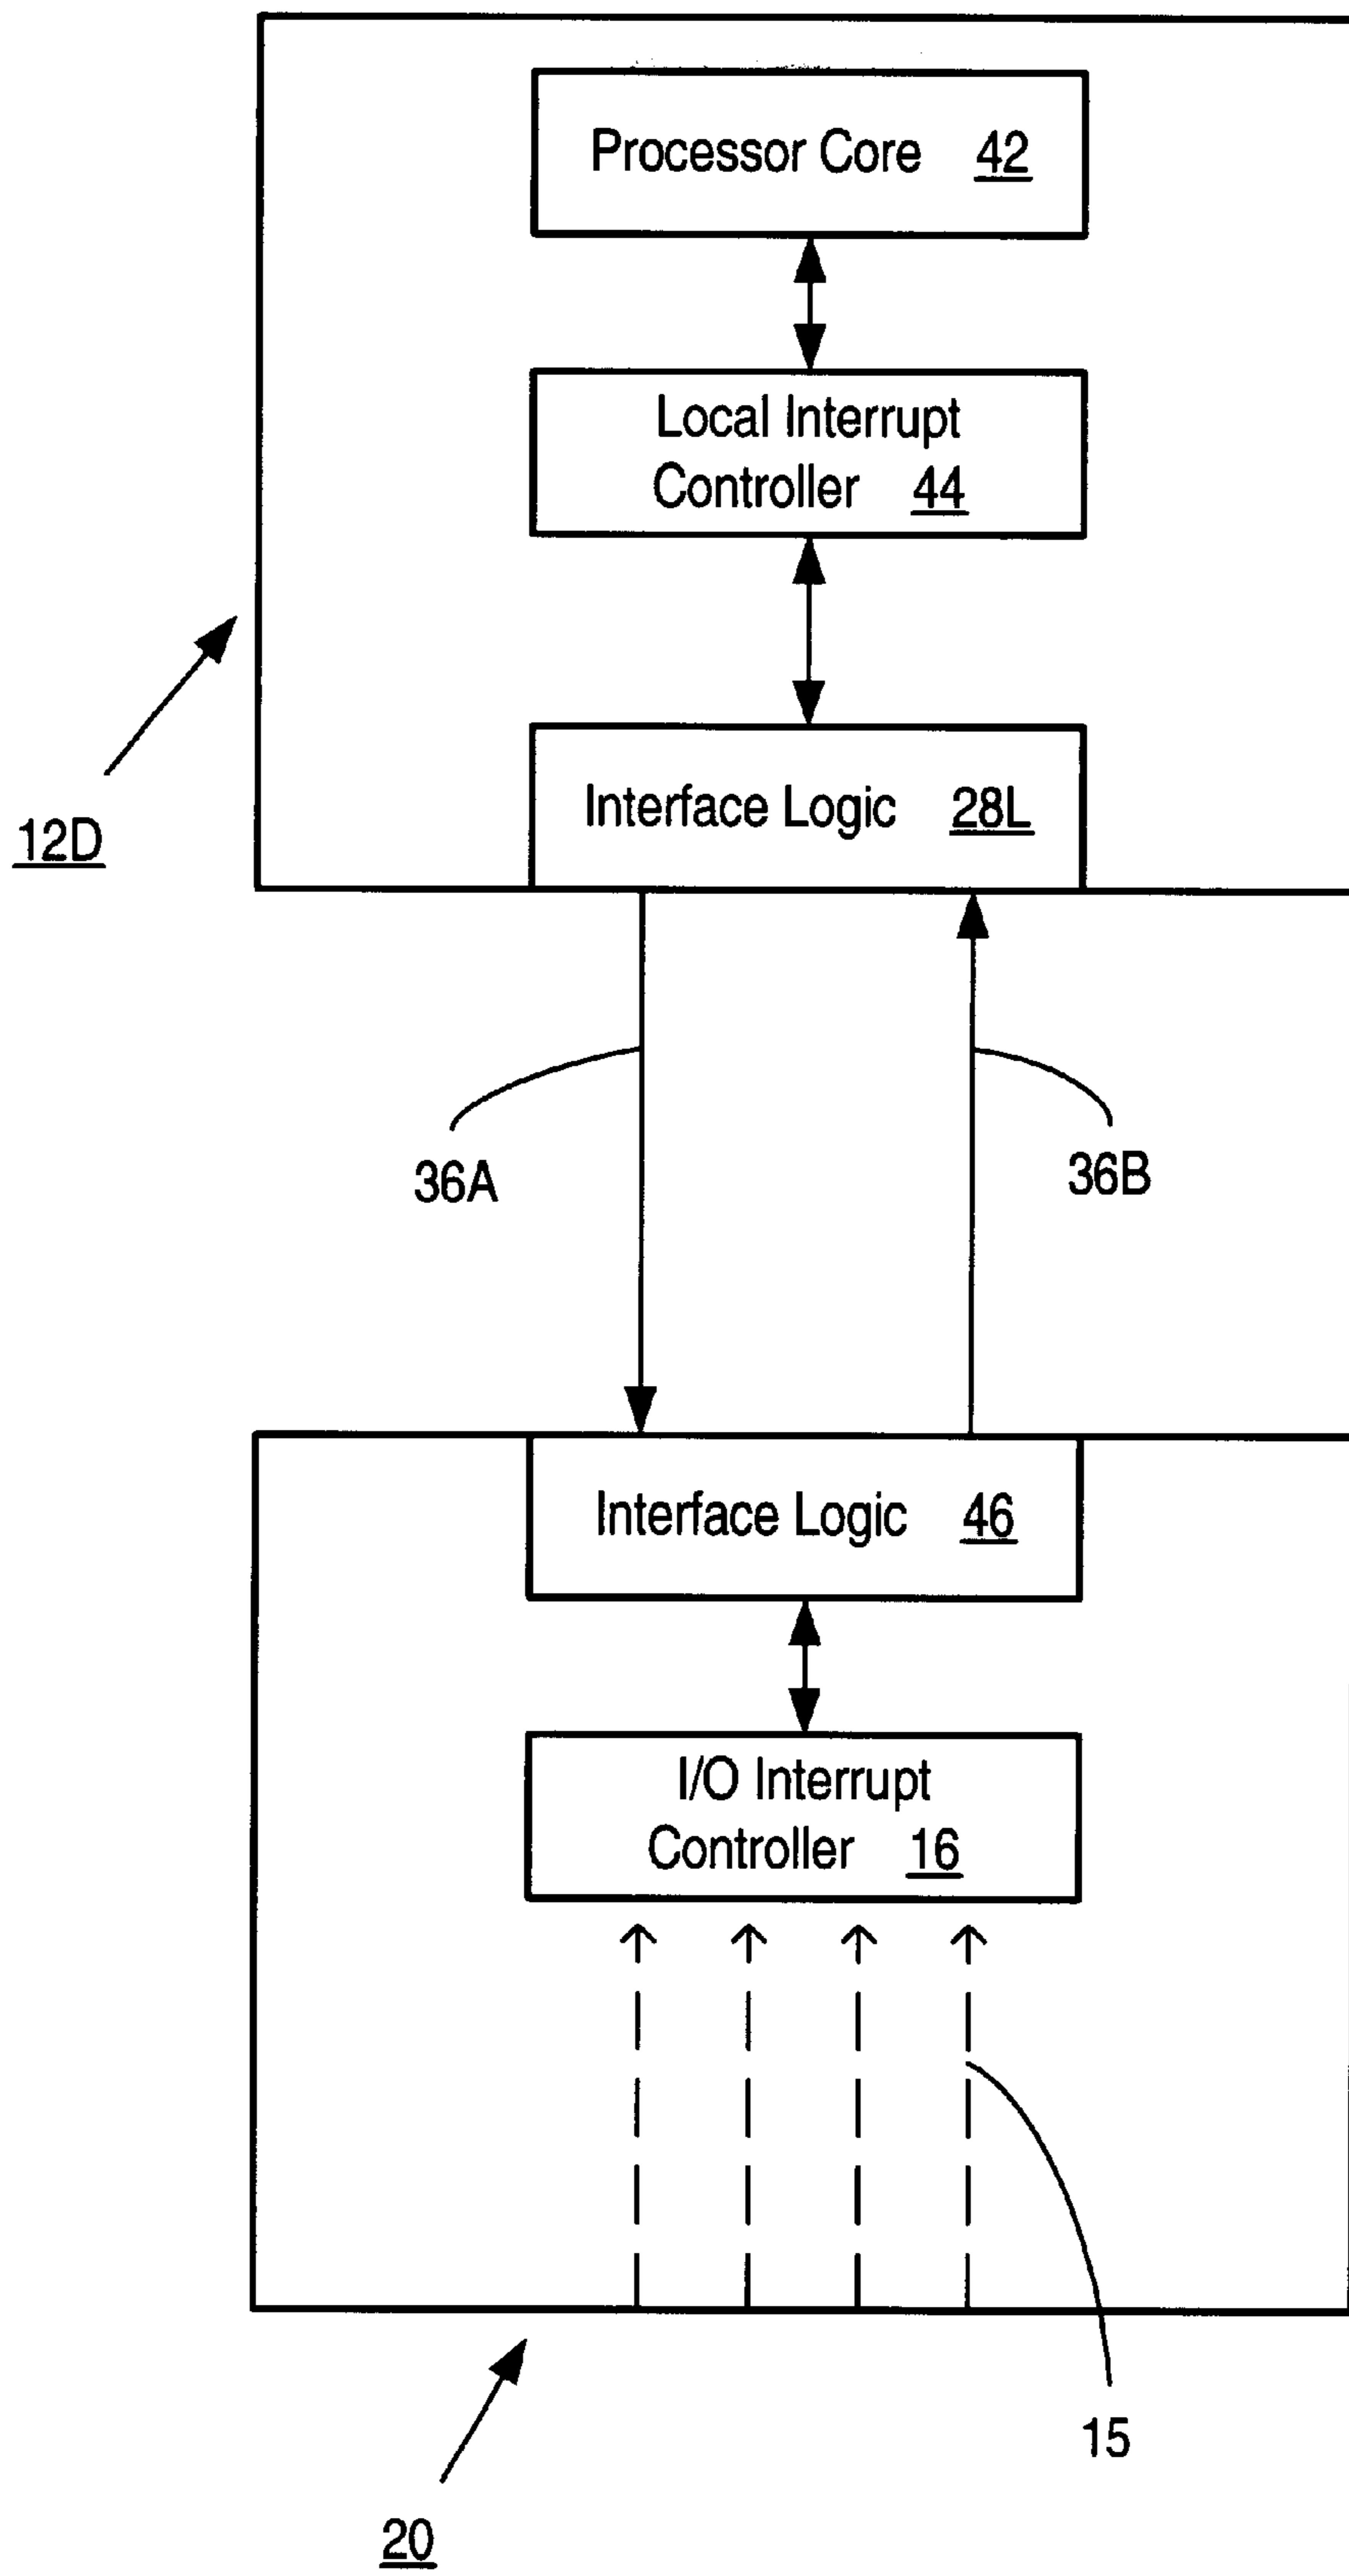 Processor Core 42
Local Interrupt
Controller 44
Interface Logic 28L
12D
36A
36B
Interface Logic 46
I/O Interrupt
Controller 16
15
20